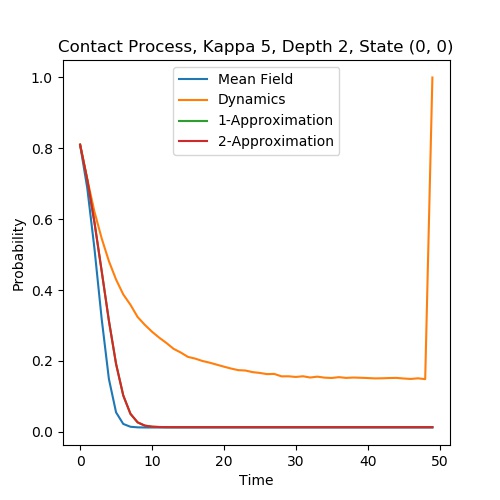 Contact Process, Kappa 5, Depth 2, State (0, 0)
Mean Field
Dynamics
1-Approximation
2-Approximation
1.0
0.8
0.6
0.4
0.2
0.0
Probability
0 10 20 30 40 50
Time